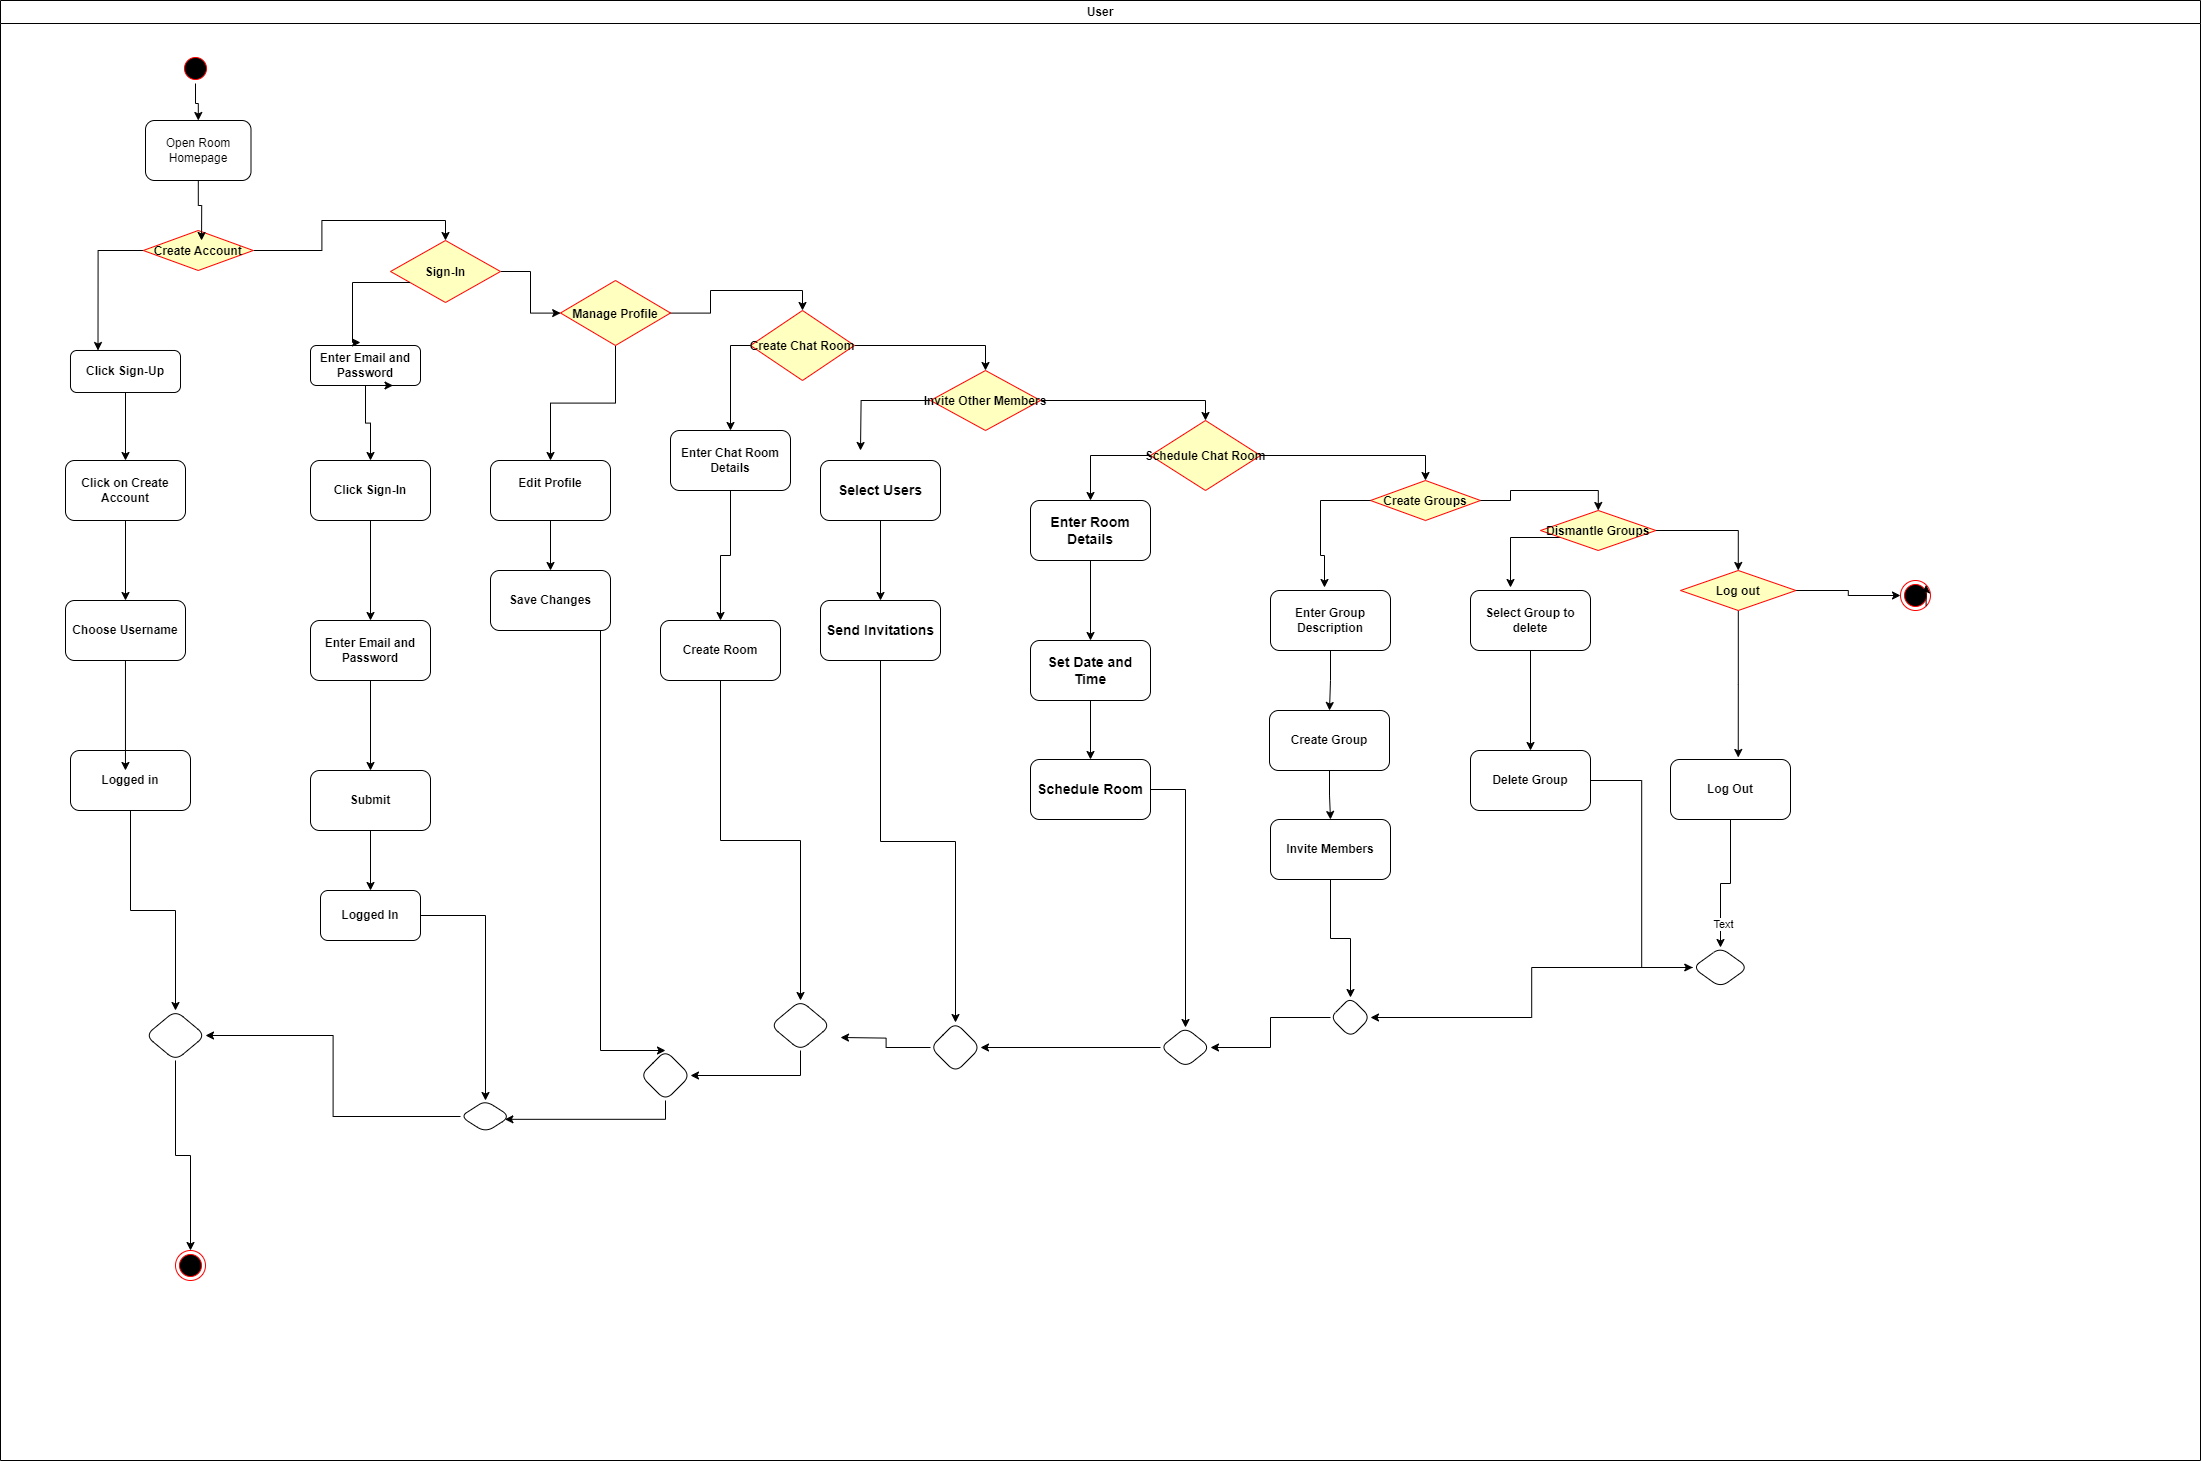 User
Open Room
Homepage
Create Account
Sign-In
Manage Profile
Create Chat Room
Enter Email and
Password
Click Sign-Up
Invite Other Members
Schedule Chat Room
Enter Chat Room
Details
Click on Create
Account
Click Sign-In
Edit Profile
Select Users
Create Groups
Enter Room
Details
Dismantle Groups
Log out
Save Changes
Choose Username
Enter Email and
Password
Create Room
Send Invitations
Enter Group
Description
Select Group to
delete
Set Date and
Time
Create Group
Logged in
Submit
Schedule Room
Delete Group
Log Out
Invite Members
Logged In
Text